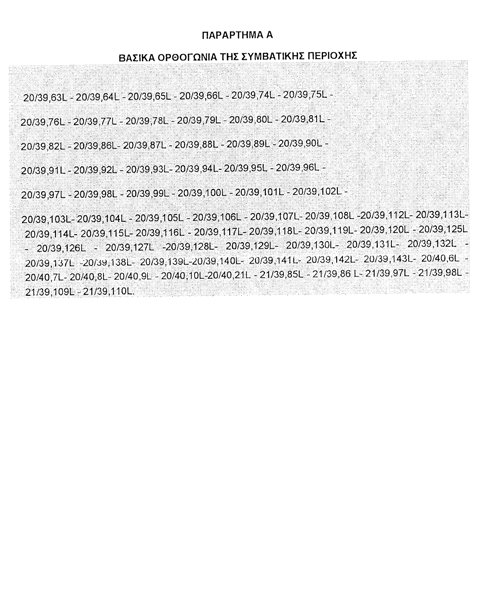 ΠΑΡΑΡΤΗΜΑ Α
ΒΑΣΙΚΑ ΟΡΘΟΓΩΝΙΑ ΤΗΣ ΣΥΜΒΑΤΙΚΗΣ ΠΕΡΙΟΧΗΣ
20/39,63L - 20/39,64L - 20/39,65L - 20/39,66L - 20/39,74L - 20/39,75L -
20/39,76L - 20/39,77L - 20/39,78L - 20/39,79L - 20/39,80L - 20/39,81L -
20/39,82L - 20/39,86L- 20/39,87L - 20/39,88L - 20/39,89L - 20/39,90L -
20/39,91L - 20/39,92L - 20/39,93L- 20/39,94L- 20/39,95L - 20/39,96L -
20/39,97L - 20/39,98L - 20/39,99L - 20/39,100L - 20/39,101L - 20/39,102L -
20/39,103L- 20/39,104L - 20/39,105L - 20/39,106L - 20/39,107L- 20/39,108L -20/39,112L- 20/39,113L-
20/39,114L- 20/39,115L- 20/39,116L - 20/39,117L- 20/39,118L- 20/39,119L- 20/39,120L - 20/39,125L
- 20/39,126L - 20/39,127L -20/39,128L- 20/39,129L- 20/39,130L- 20/39,131L- 20/39,132L -
20/39,137L -20/39,138L- 20/39,139L-20/39,140L- 20/39,141L- 20/39,142L- 20/39,143L- 20/40,6L -
20/40,7L- 20/40,8L- 20/40,9L - 20/40,10L-20/40,21L - 21/39,85L - 21/39,86 L- 21/39,97L - 21/39,98L -
21/39,109L - 21/39,110L.